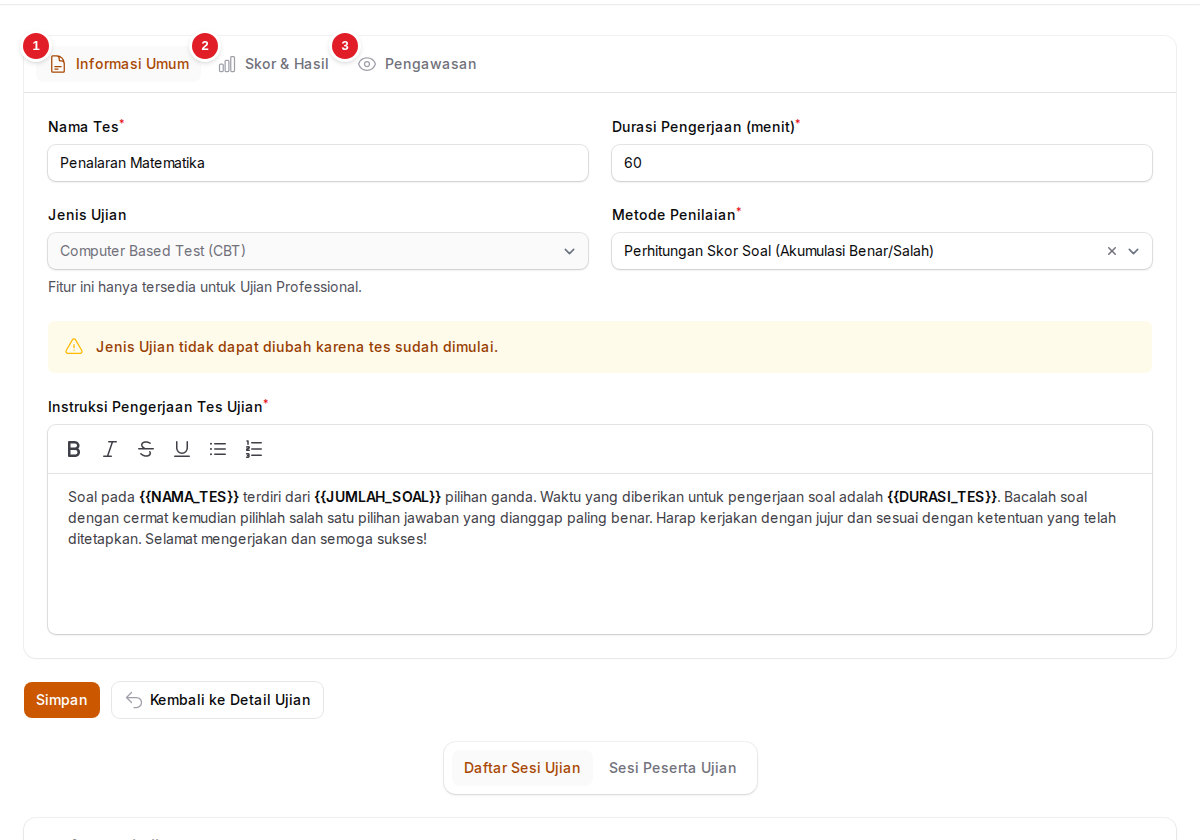 1 Informasi Umum 2 Skor & Hasil 3 Pengawasan
Nama Tes* Durasi Pengerjaan (menit)*
Penalaran Matematika 60
Jenis Ujian Metode Penilaian*
Computer Based Test (CBT) Perhitungan Skor Soal (Akumulasi Benar/Salah)
Fitur ini hanya tersedia untuk Ujian Professional.
Jenis Ujian tidak dapat diubah karena tes sudah dimulai.
Instruksi Pengerjaan Tes Ujian*
Soal pada {{NAMA_TES}} terdiri dari {{JUMLAH_SOAL}} pilihan ganda. Waktu yang diberikan untuk pengerjaan soal adalah {{DURASI_TES}}. Bacalah soal
dengan cermat kemudian pilihlah salah satu pilihan jawaban yang dianggap paling benar. Harap kerjakan dengan jujur dan sesuai dengan ketentuan yang telah
ditetapkan. Selamat mengerjakan dan semoga sukses!
Simpan Kembali ke Detail Ujian
Daftar Sesi Ujian Sesi Peserta Ujian